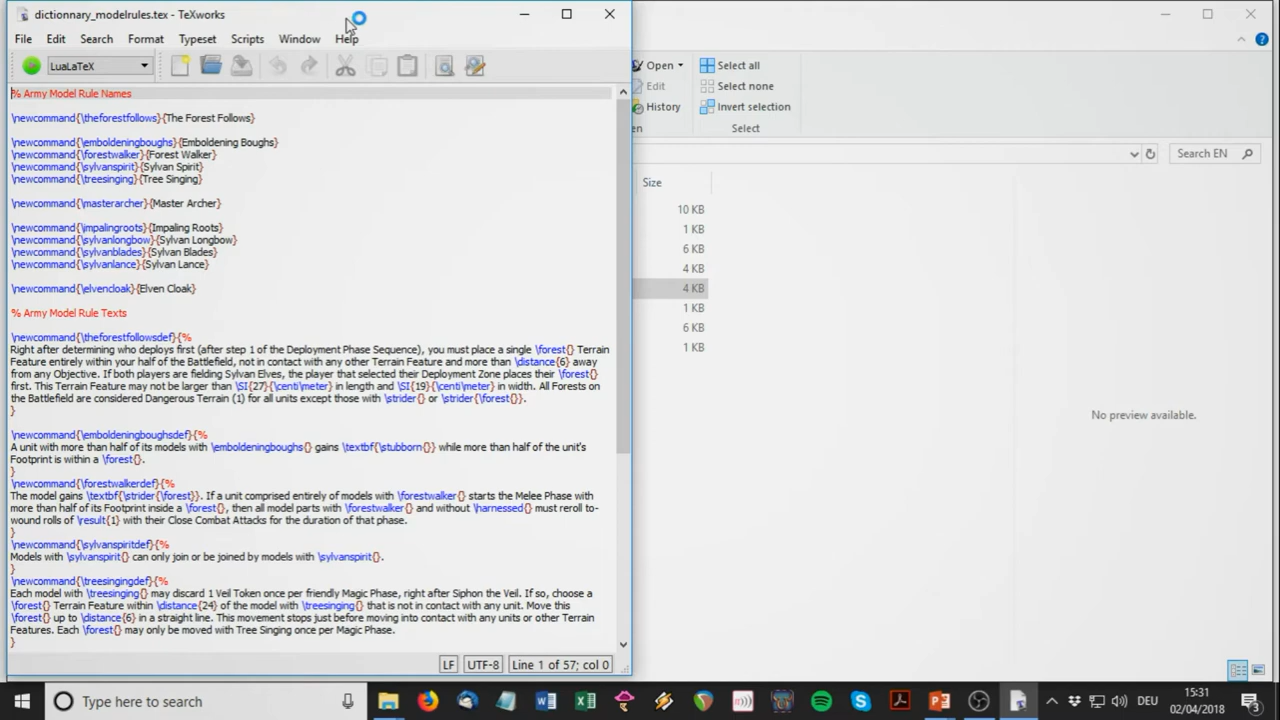 dictionnary_modelrules.tex - TeXworks
File Edit Search Format Typeset Scripts Window Help
LuaLaTeX
% Army Model Rule Names
\newcommand{\theforestfollows}{The Forest Follows}
\newcommand{\emboldeningboughs}{Emboldening Boughs}
\newcommand{\forestwalker}{Forest Walker}
\newcommand{\sylvanspirit}{Sylvan Spirit}
\newcommand{\treesinging}{Tree Singing}
\newcommand{\masterarcher}{Master Archer}
\newcommand{\impalingroots}{Impaling Roots}
\newcommand{\sylvanlongbow}{Sylvan Longbow}
\newcommand{\sylvanblades}{Sylvan Blades}
\newcommand{\sylvanlance}{Sylvan Lance}
\newcommand{\elvencloak}{Elven Cloak}
% Army Model Rule Texts
\newcommand{\theforestfollowsdef}{%
Right after determining who deploys first (after step 1 of the Deployment Phase Sequence), you must place a single \forest{} Terrain
Feature entirely within your half of the Battlefield, not in contact with any other Terrain Feature and more than \distance{6} away
from any Objective. If both players are fielding Sylvan Elves, the player that selected their Deployment Zone places their \forest{}
first. This Terrain Feature may not be larger than \SI{27}{\centi\meter} in length and \SI{19}{\centi\meter} in width. All Forests on
the Battlefield are considered Dangerous Terrain (1) for all units except those with \strider{} or \strider{\forest{}}.
}
\newcommand{\emboldeningboughsdef}{%
A unit with more than half of its models with \emboldeningboughs{} gains \textbf{\stubborn{}} while more than half of the unit's
Footprint is within a \forest{}.
}
\newcommand{\forestwalkerdef}{%
The model gains \textbf{\strider{\forest}}. If a unit comprised entirely of models with \forestwalker{} starts the Melee Phase with
more than half of its Footprint inside a \forest{}, then all model parts with \forestwalker{} and without \harnessed{} must reroll to-
wound rolls of \result{1} with their Close Combat Attacks for the duration of that phase.
}
\newcommand{\sylvanspiritdef}{%
Models with \sylvanspirit{} can only join or be joined by models with \sylvanspirit{}.
}
\newcommand{\treesingingdef}{%
Each model with \treesinging{} may discard 1 Veil Token once per friendly Magic Phase, right after Siphon the Veil. If so, choose a
\forest{} Terrain Feature within \distance{24} of the model with \treesinging{} that is not in contact with any unit. Move this
\forest{} up to \distance{6} in a straight line. This movement stops just before moving into contact with any units or other Terrain
Features. Each \forest{} may only be moved with Tree Singing once per Magic Phase.
}
LF UTF-8 Line 1 of 57; col 0
Open
Edit
History
en
Select all
Select none
Invert selection
Select
Search EN
Size
10 KB
1 KB
6 KB
4 KB
4 KB
1 KB
6 KB
1 KB
No preview available.
Type here to search
DEU
15:31
02/04/2018
3